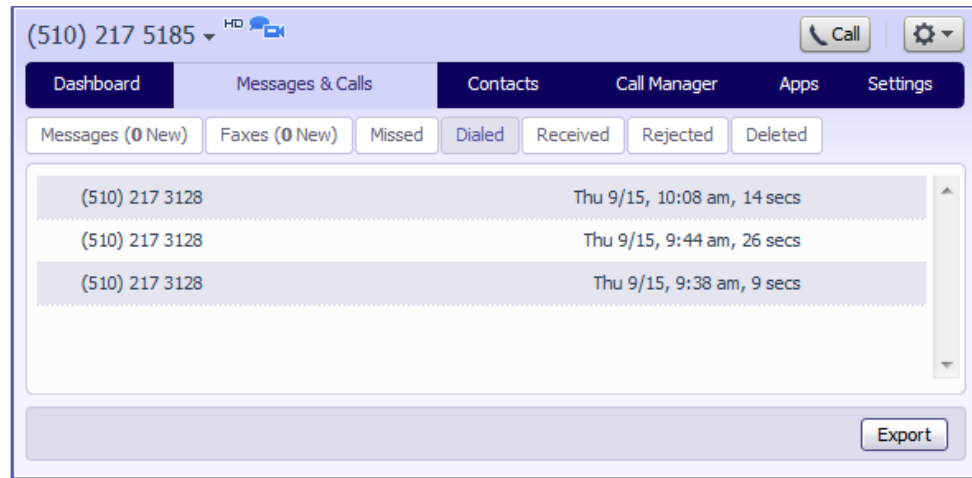 (510) 217 5185 HD Call
Dashboard Messages & Calls Contacts Call Manager Apps Settings
Messages (0 New) Faxes (0 New) Missed Dialed Received Rejected Deleted
(510) 217 3128 Thu 9/15, 10:08 am, 14 secs
(510) 217 3128 Thu 9/15, 9:44 am, 26 secs
(510) 217 3128 Thu 9/15, 9:38 am, 9 secs
Export